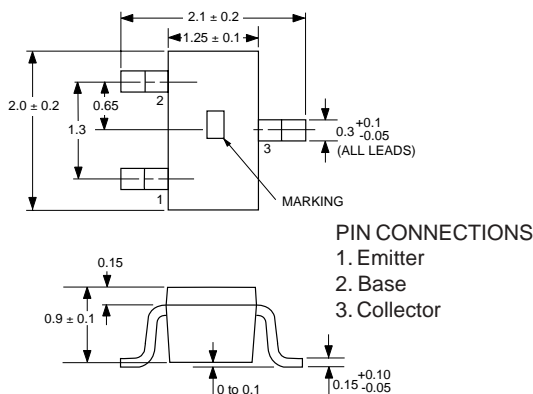 2.1 ± 0.2
1.25 ± 0.1
2.0 ± 0.2
0.65
1.3
2
3
1
0.3 +0.1 -0.05
(ALL LEADS)
MARKING
PIN CONNECTIONS
1. Emitter
2. Base
3. Collector
0.15
0.9 ± 0.1
0 to 0.1
0.15 +0.10 -0.05